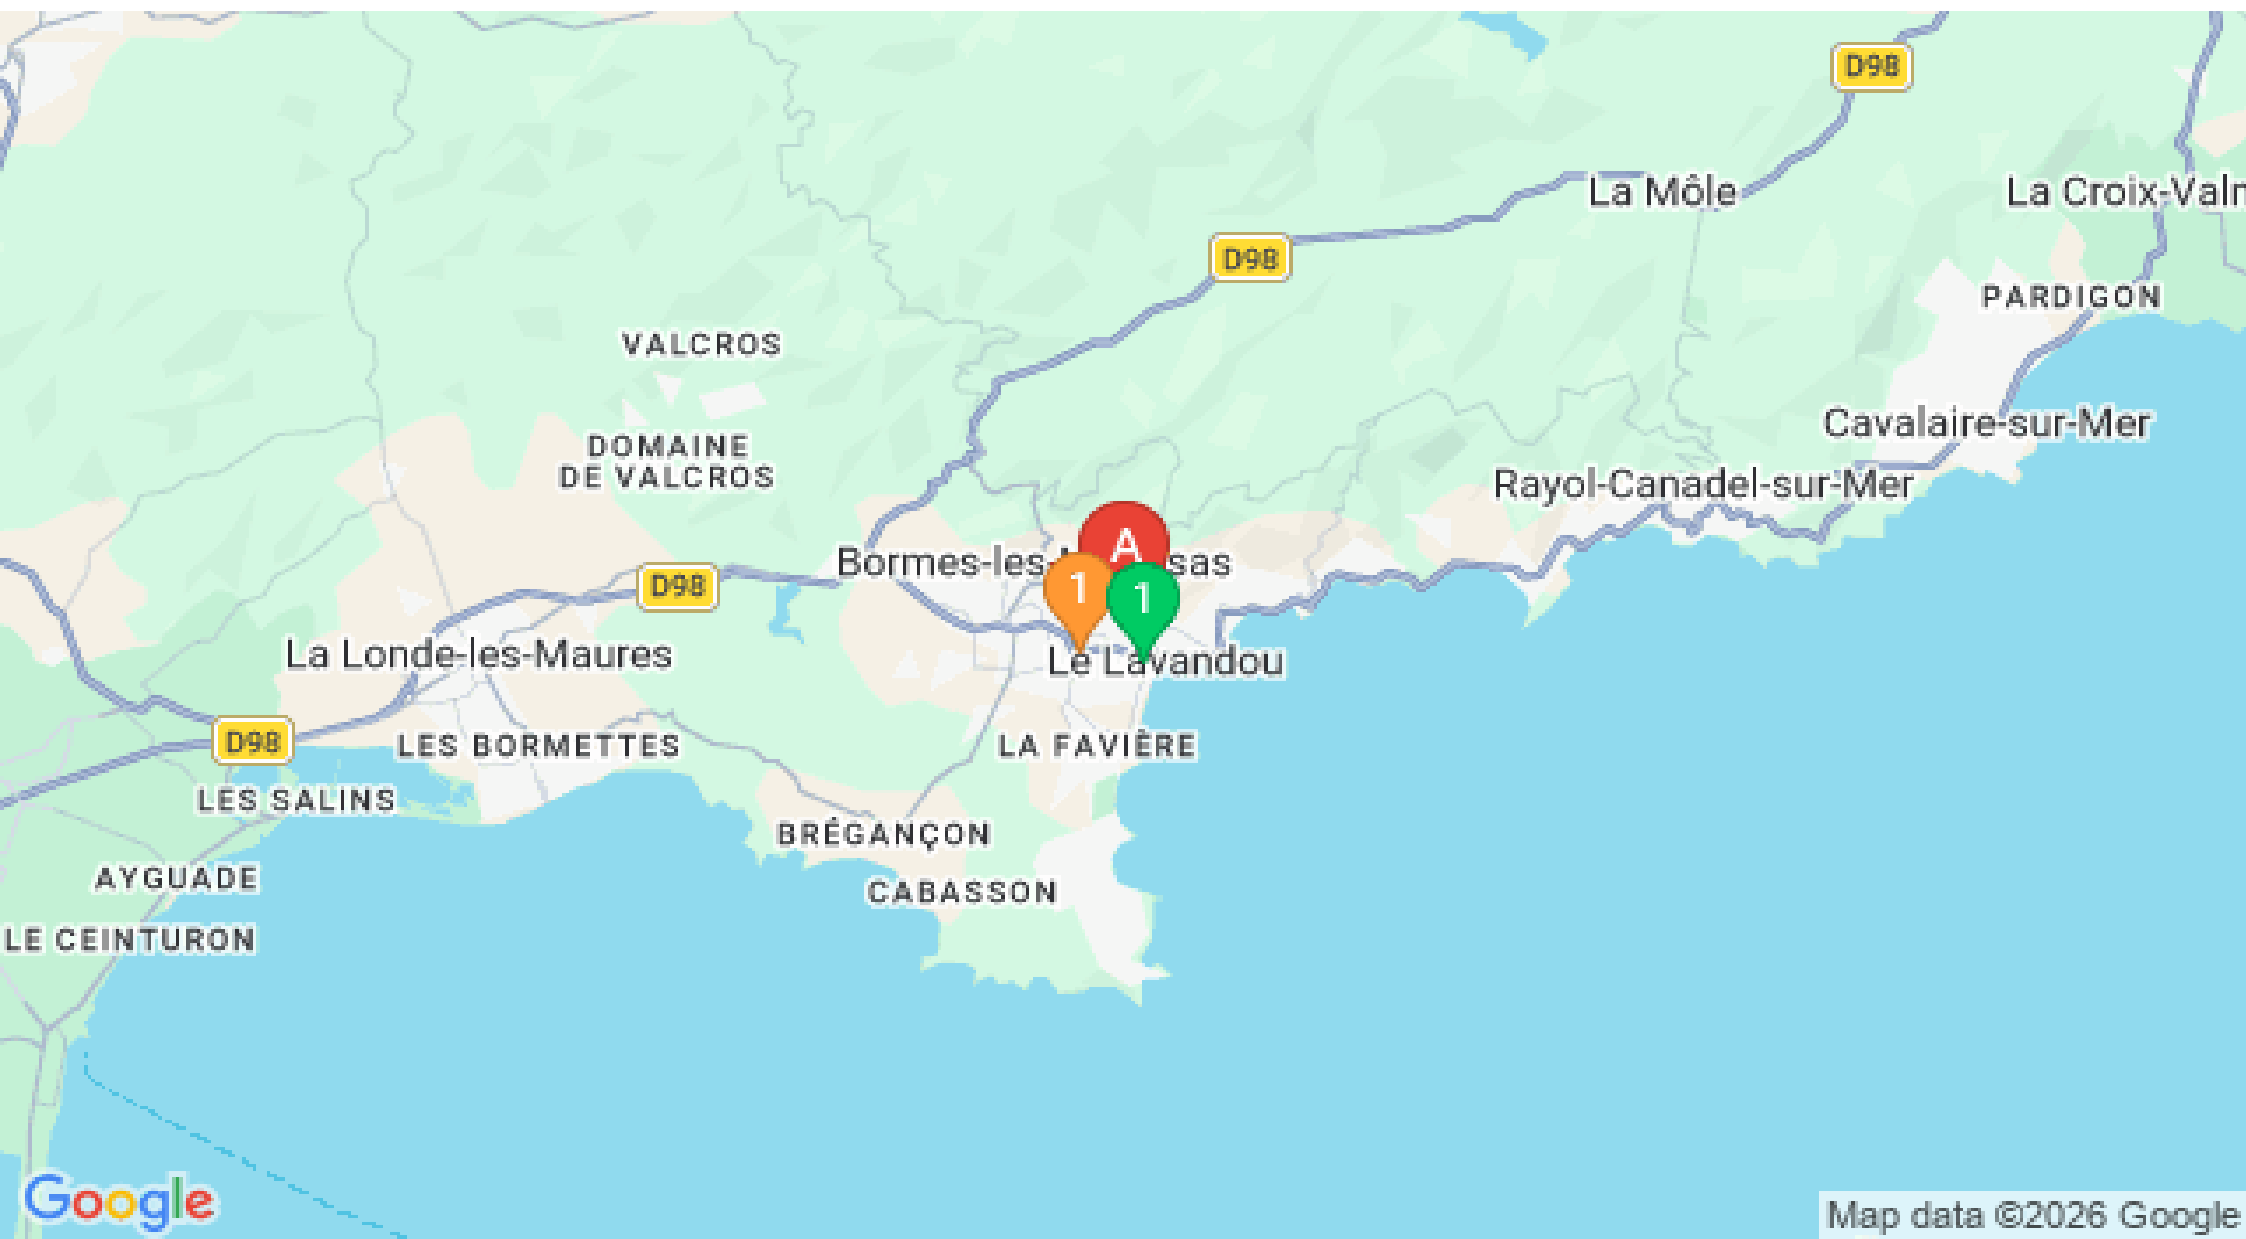 D98
La Môle
La Croix-Valm
D98
PARDIGON
VALCROS
Cavalaire-sur-Mer
DOMAINE
DE VALCROS
Rayol-Canadel-sur-Mer
A
Bormes-les-
sas
D98
1
1
La Londe-les-Maures
Le Lavandou
D98
LES BORMETTES
LA FAVIÈRE
LES SALINS
BRÉGANÇON
AYGUADE
CABASSON
LE CEINTURON
Google
Map data ©2026 Google